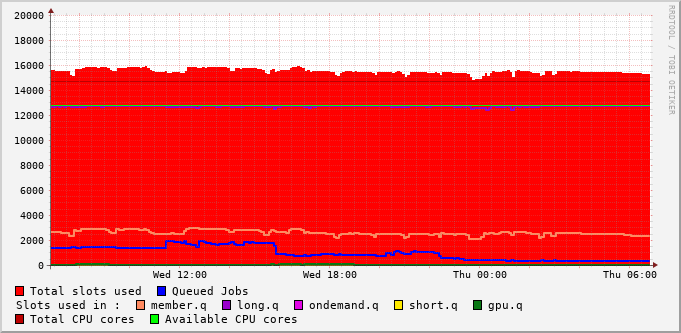 20000
18000
16000
14000
12000
10000
8000
6000
4000
2000
0
Wed 12:00 Wed 18:00 Thu 00:00 Thu 06:00
RRDTOOL / TOBI OETIKER
Total slots used Queued Jobs
Slots used in : member.q long.q ondemand.q short.q gpu.q
Total CPU cores Available CPU cores